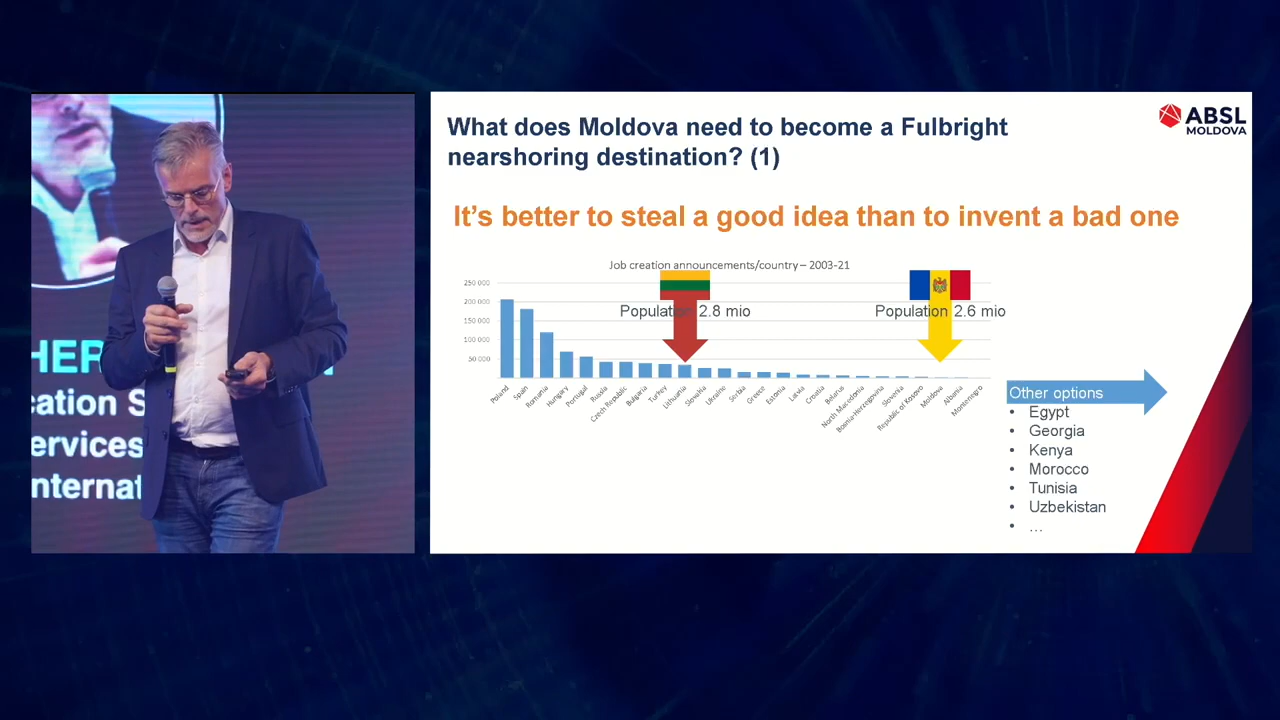 HER
cation S
ervices
nternat
What does Moldova need to become a Fulbright
nearshoring destination? (1)
ABSL
MOLDOVA
It's better to steal a good idea than to invent a bad one
Job creation announcements/country – 2003-21
250 000
200 000
150 000
100 000
50 000
Population 2.8 mio
Population 2.6 mio
Poland
Spain
Romania
Hungary
Portugal
Russia
Czech Republic
Bulgaria
Turkey
Lithuania
Slovakia
Ukraine
Serbia
Greece
Estonia
Latvia
Croatia
Belarus
North Macedonia
Bosnia-Herzegovina
Slovenia
Republic of Kosovo
Moldova
Albania
Montenegro
Other options
• Egypt
• Georgia
• Kenya
• Morocco
• Tunisia
• Uzbekistan
• ...